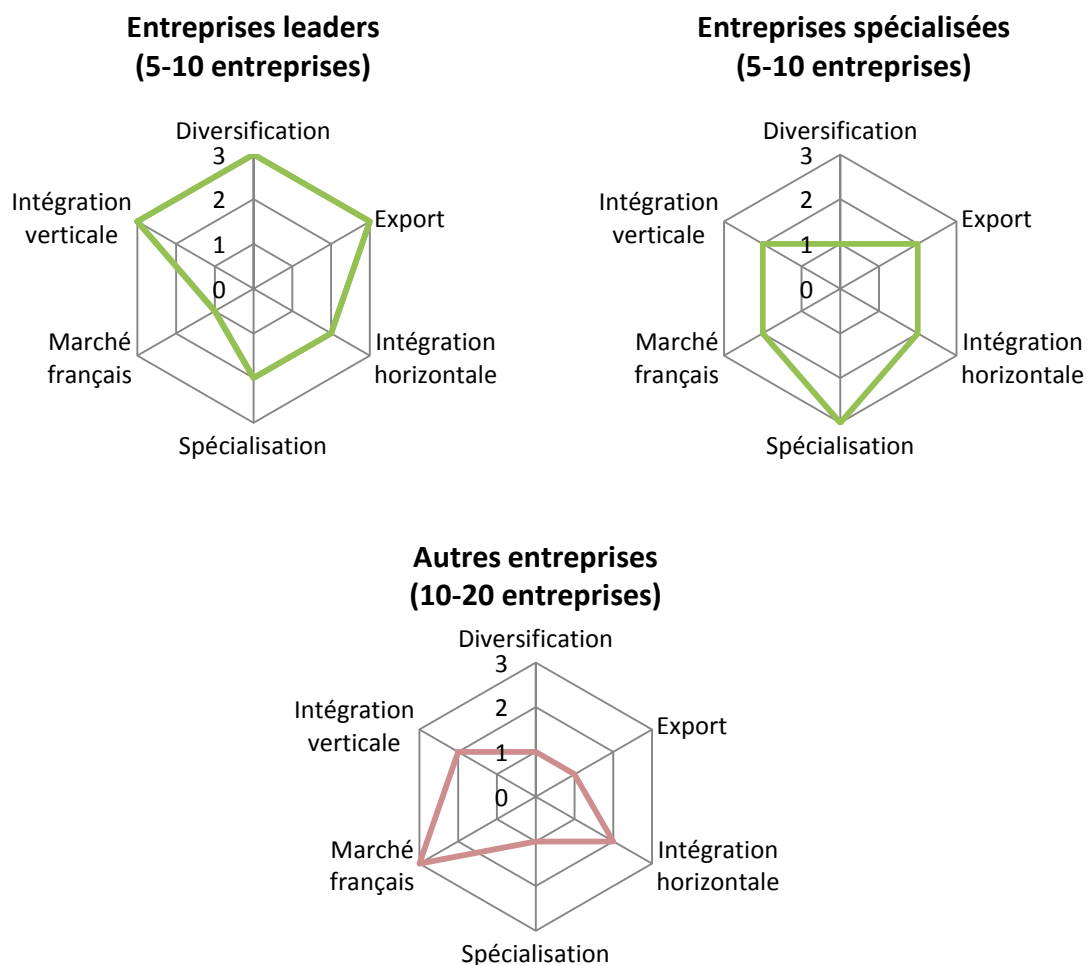 Entreprises leaders
(5-10 entreprises)
Diversification
3
2
1
0
Export
Intégration
horizontale
Spécialisation
Marché
français
Intégration
verticale
Entreprises spécialisées
(5-10 entreprises)
Diversification
3
2
1
0
Export
Intégration
horizontale
Spécialisation
Marché
français
Intégration
verticale
Autres entreprises
(10-20 entreprises)
Diversification
3
2
1
0
Export
Intégration
horizontale
Spécialisation
Marché
français
Intégration
verticale